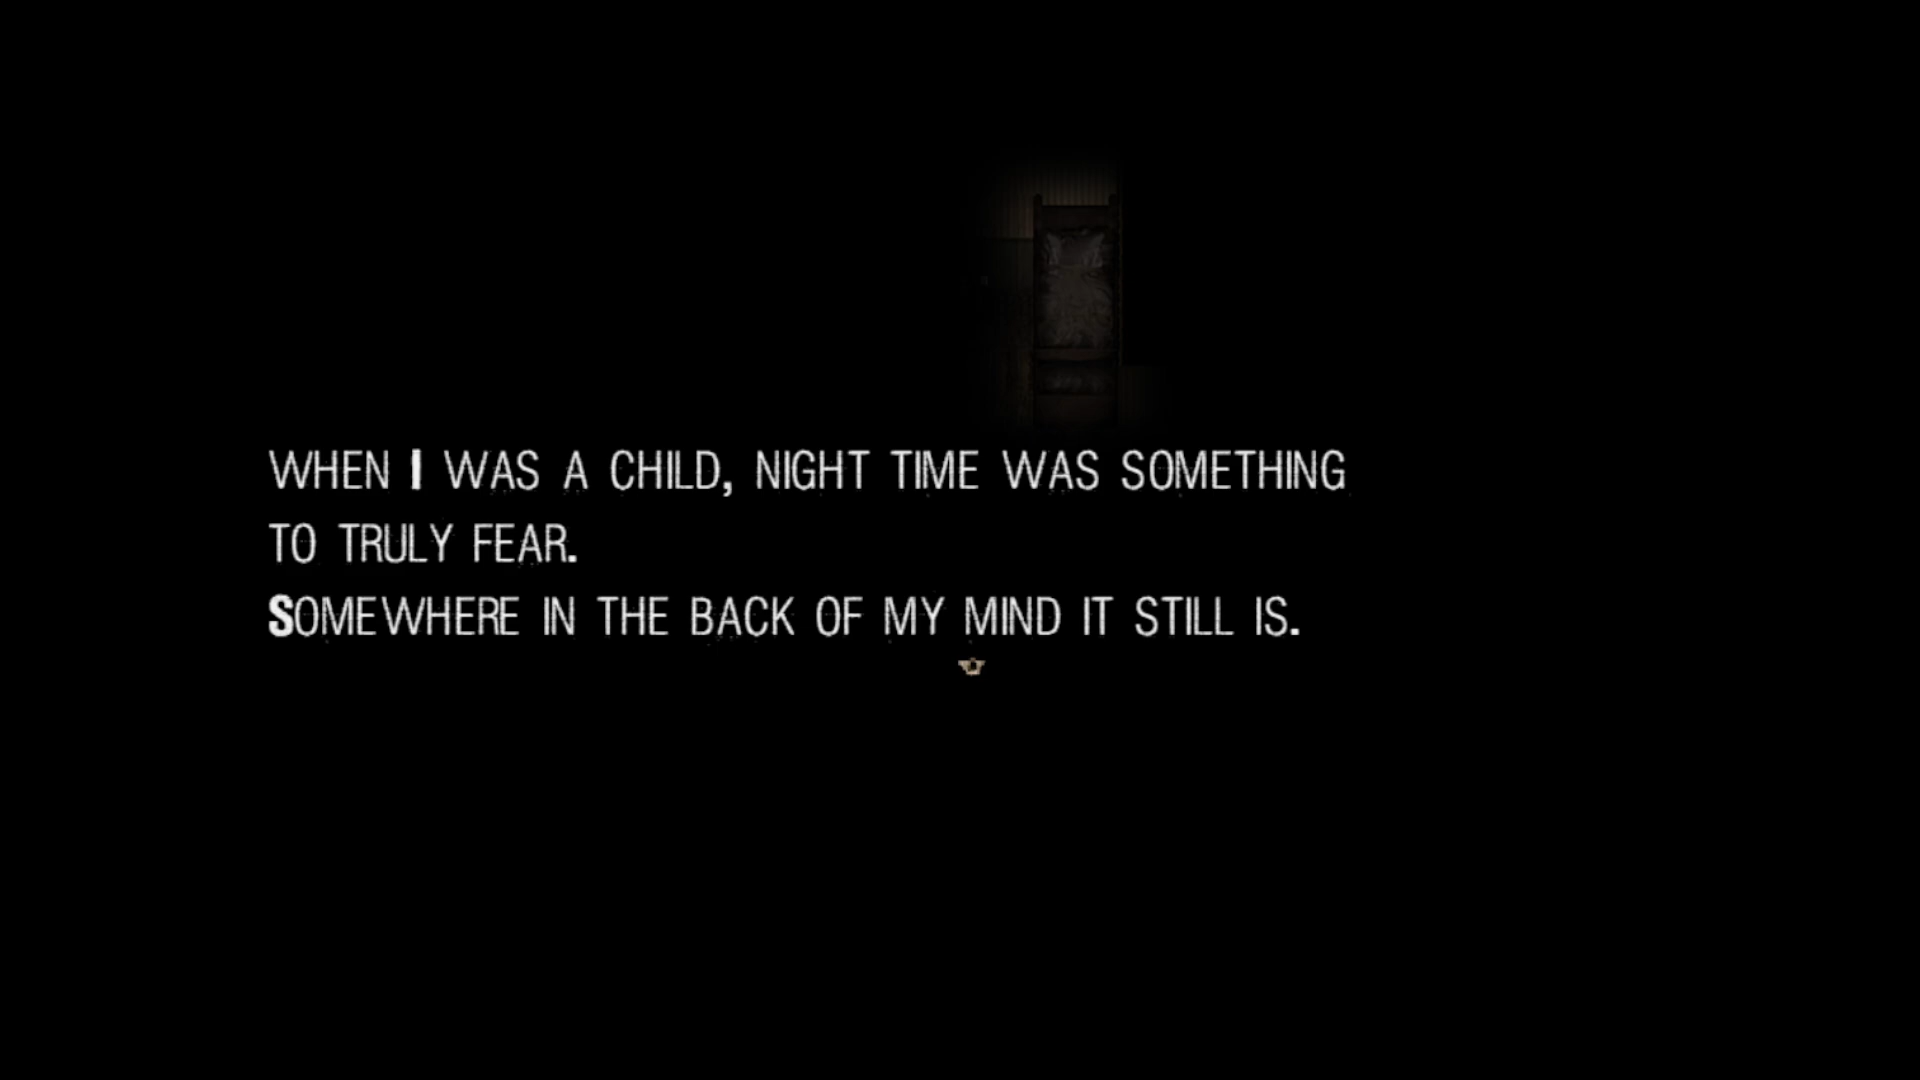 WHEN I WAS A CHILD, NIGHT TIME WAS SOMETHING
TO TRULY FEAR.
SOMEWHERE IN THE BACK OF MY MIND IT STILL IS.